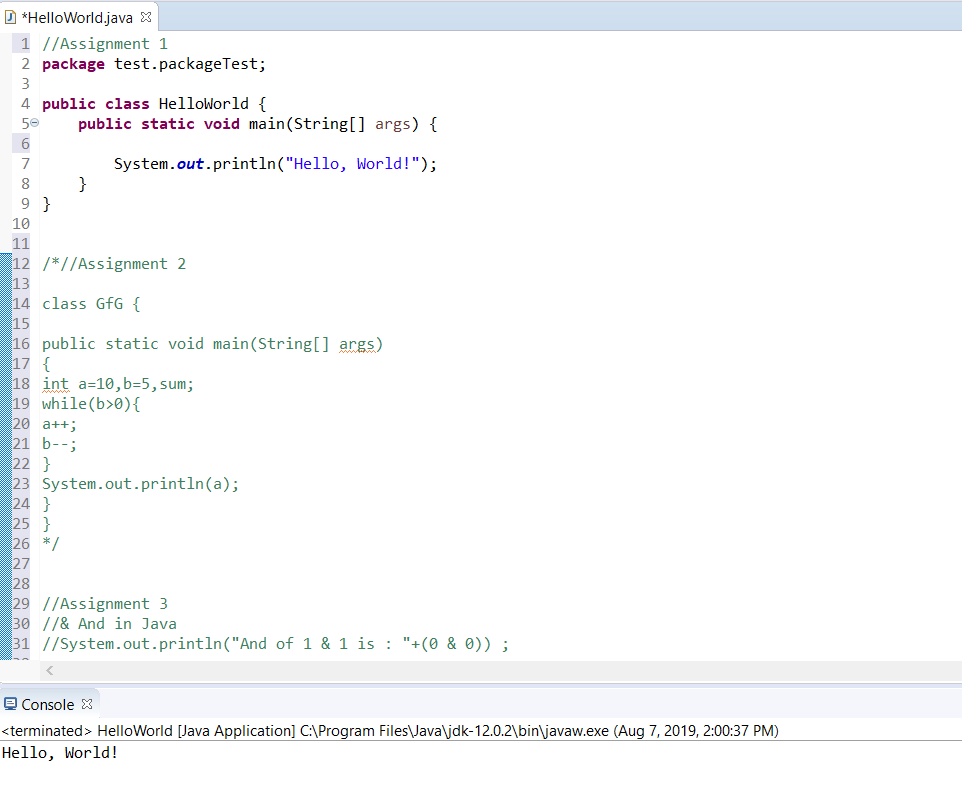 *HelloWorld.java
1 //Assignment 1
2 package test.packageTest;
3
4 public class HelloWorld {
5     public static void main(String[] args) {
6
7         System.out.println("Hello, World!");
8     }
9 }
10
11
12 /*//Assignment 2
13
14 class GfG {
15
16 public static void main(String[] args)
17 {
18 int a=10,b=5,sum;
19 while(b>0){
20 a++;
21 b--;
22 }
23 System.out.println(a);
24 }
25 }
26 */
27
28
29 //Assignment 3
30 //& And in Java
31 //System.out.println("And of 1 & 1 is : "+(0 & 0)) ;
Console
<terminated> HelloWorld [Java Application] C:\Program Files\Java\jdk-12.0.2\bin\javaw.exe (Aug 7, 2019, 2:00:37 PM)
Hello, World!